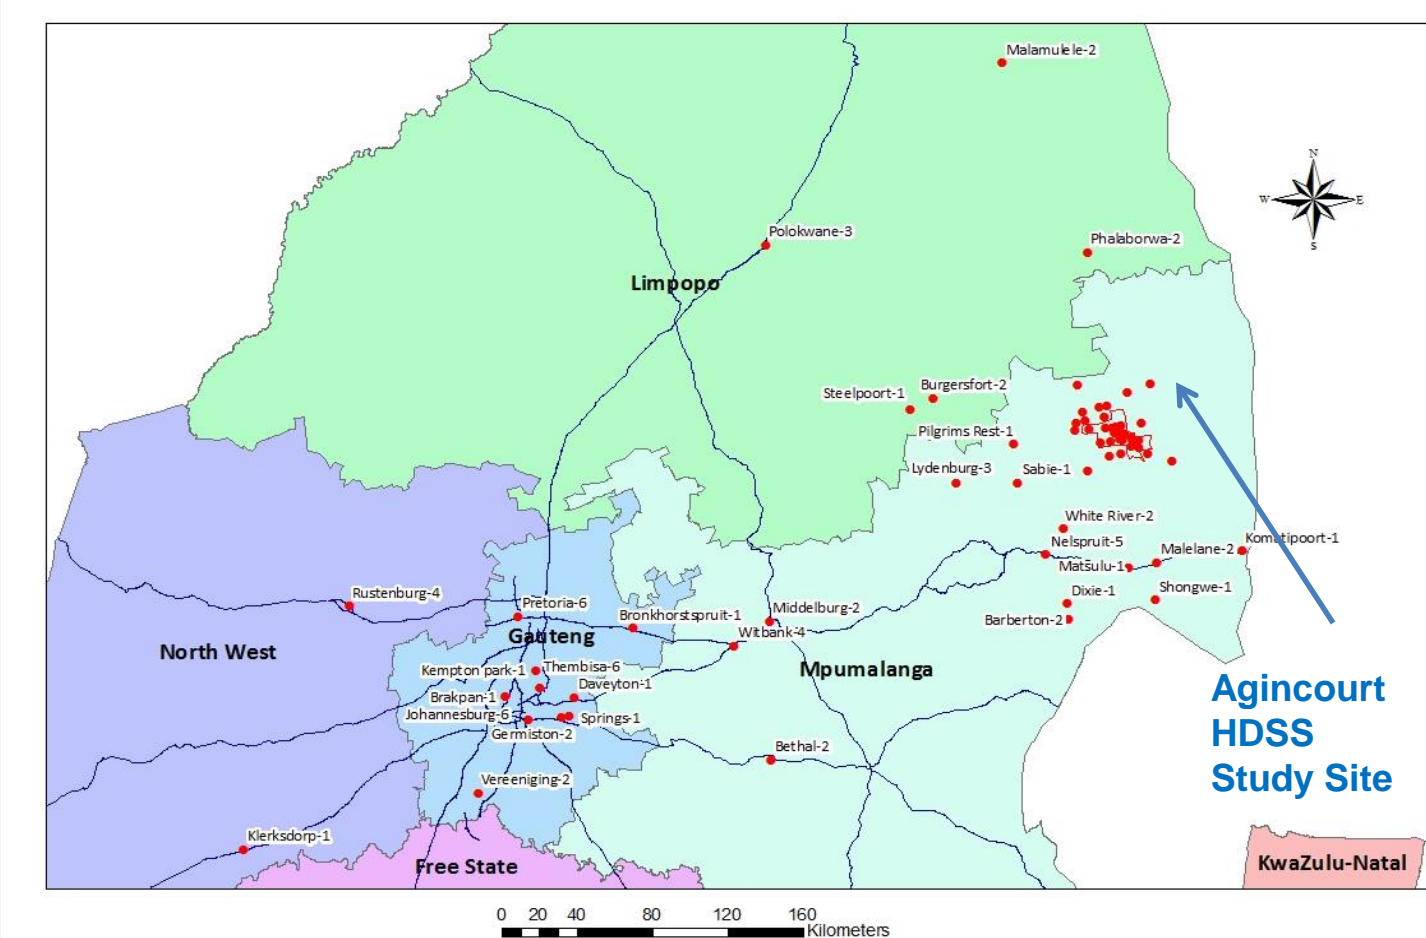 Malamulele-2
N
W
E
S
Polokwane-3
Phalaborwa-2
Limpopo
Steelpoort-1
Burgersfort-2
Pilgrims Rest-1
Lydenburg-3
Sabie-1
White River-2
Nelspruit-5
Komatipoort-1
Malelane-2
Matsulu-1
Rustenburg-4
Pretoria-6
Bronkhorstspruit-1
Middelburg-2
Dixie-1
Shongwe-1
Barberton-2
Gauteng
Witbank-4
North West
Mpumalanga
Kempton park-1
Thembisa-6
Daveyton-1
Brakpan-1
Johannesburg-6
Springs-1
Germiston-2
Bethal-2
Vereeniging-2
Klerksdorp-1
Free State
KwaZulu-Natal
Agincourt
HDSS
Study Site
0 20 40 80 120 160
Kilometers